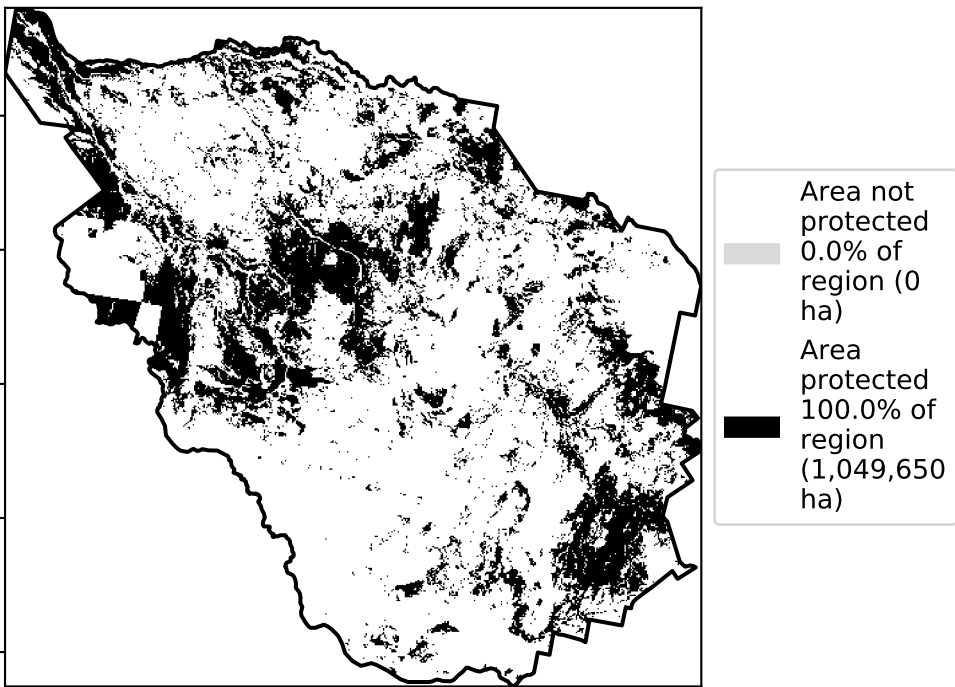 Area not
protected
0.0% of
region (0
ha)
Area
protected
100.0% of
region
(1,049,650
ha)